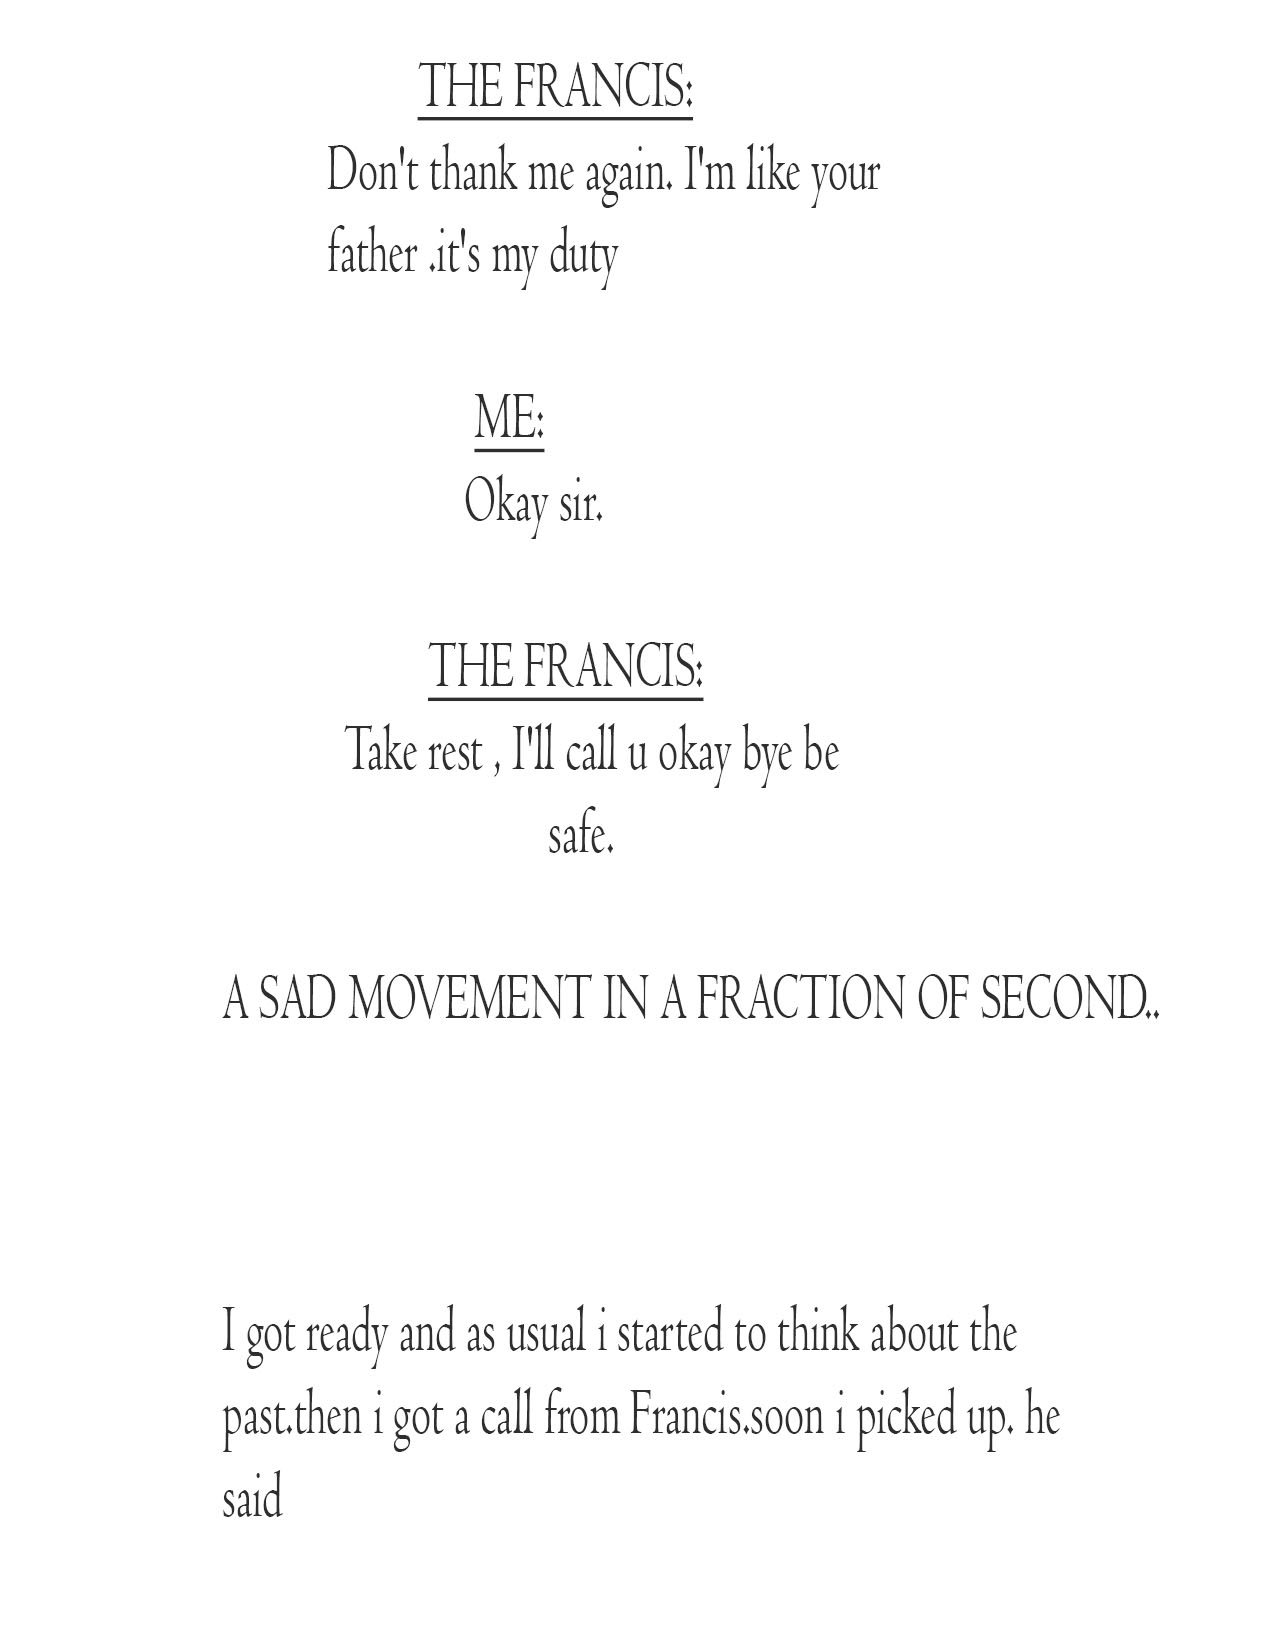 THE FRANCIS:
Don't thank me again. I'm like your
father .it's my duty
ME:
Okay sir.
THE FRANCIS:
Take rest , I'll call u okay bye be
safe.
A SAD MOVEMENT IN A FRACTION OF SECOND..
I got ready and as usual i started to think about the
past.then i got a call from Francis.soon i picked up. he
said